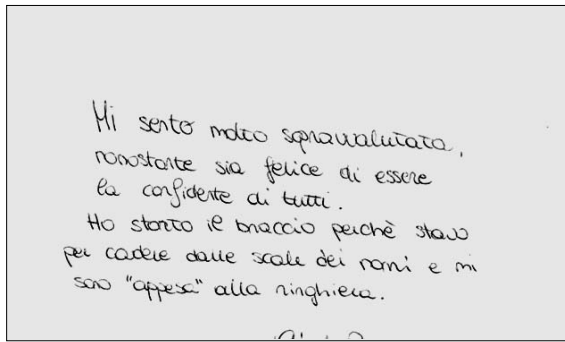 Mi sento molto sopravvalutata,
nonostante sia felice di essere
la confidente di tutti.
Ho storto il braccio perchè stavo
per cadere dalle scale dei nonni e mi
sono "appesa" alla ringhiera.